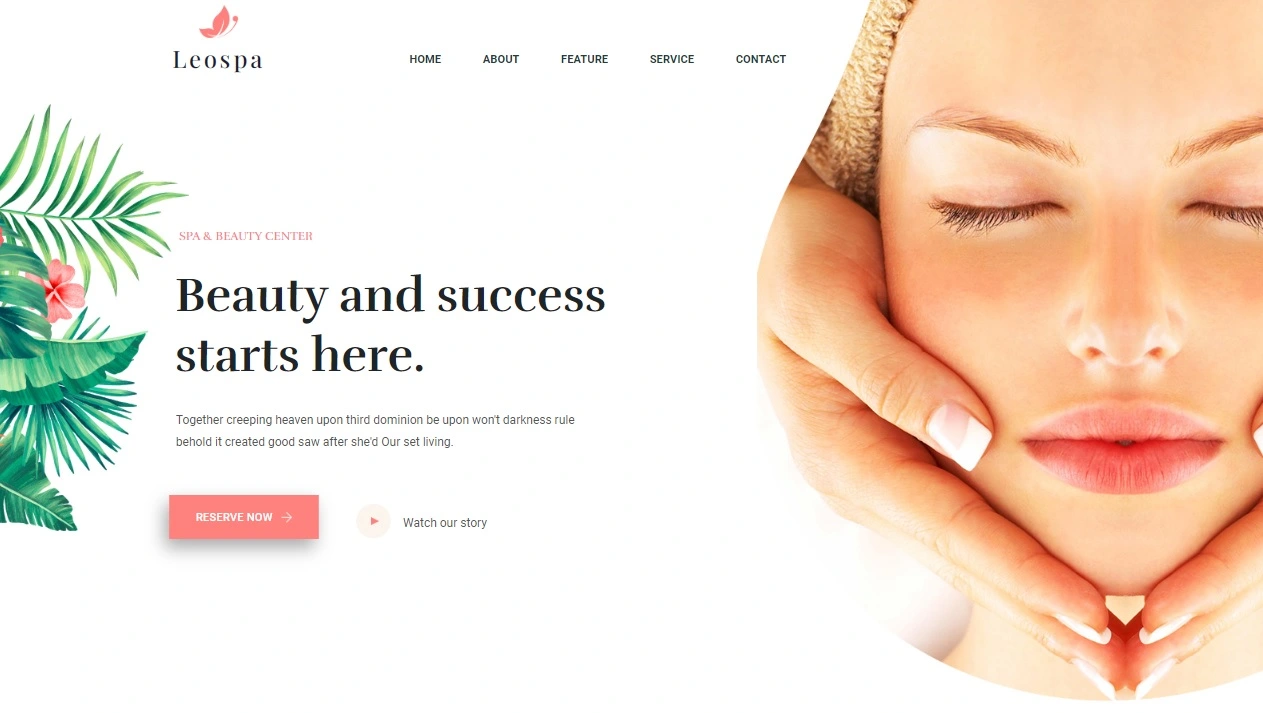 Leospa
HOME ABOUT FEATURE SERVICE CONTACT
SPA & BEAUTY CENTER
Beauty and success
starts here.
Together creeping heaven upon third dominion be upon won't darkness rule
behold it created good saw after she'd Our set living.
RESERVE NOW
Watch our story